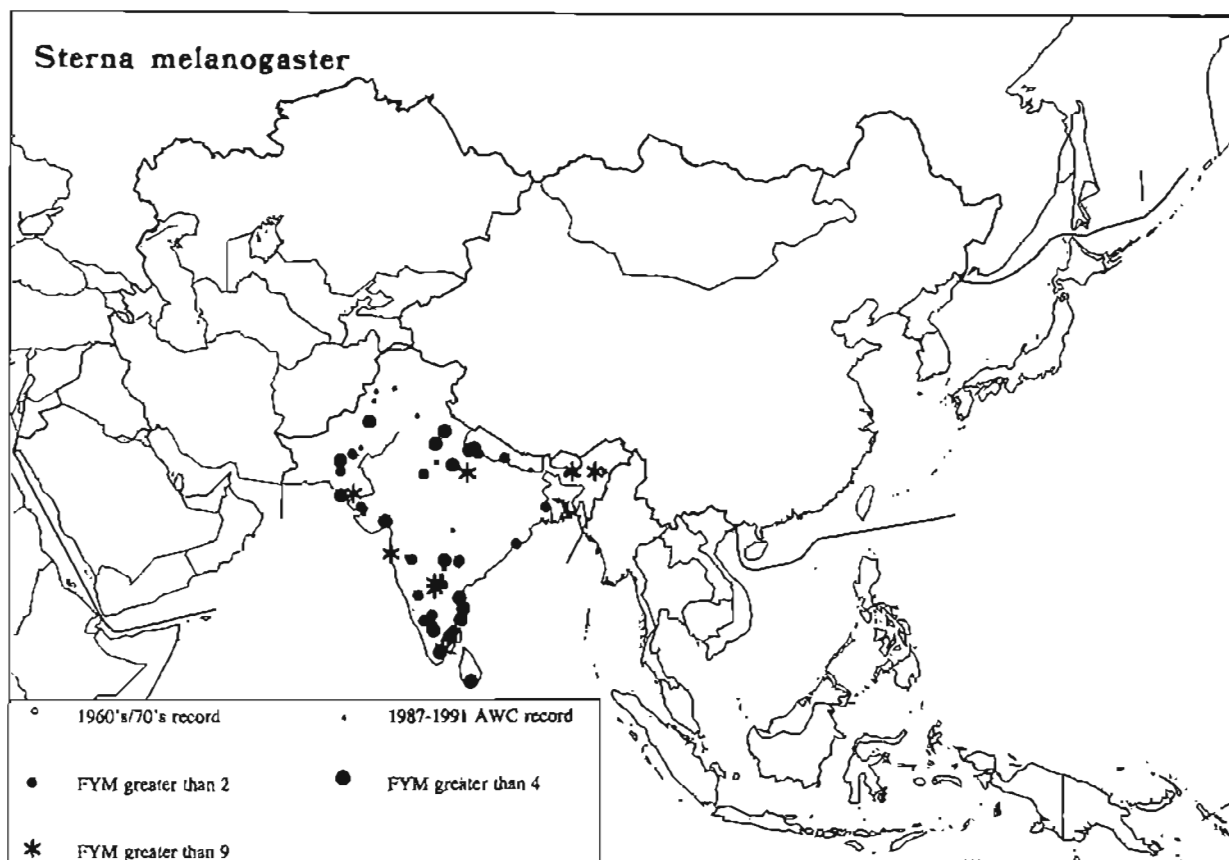 Sterna melanogaster
1960's/70's record
1987-1991 AWC record
FYM greater than 2
FYM greater than 4
FYM greater than 9